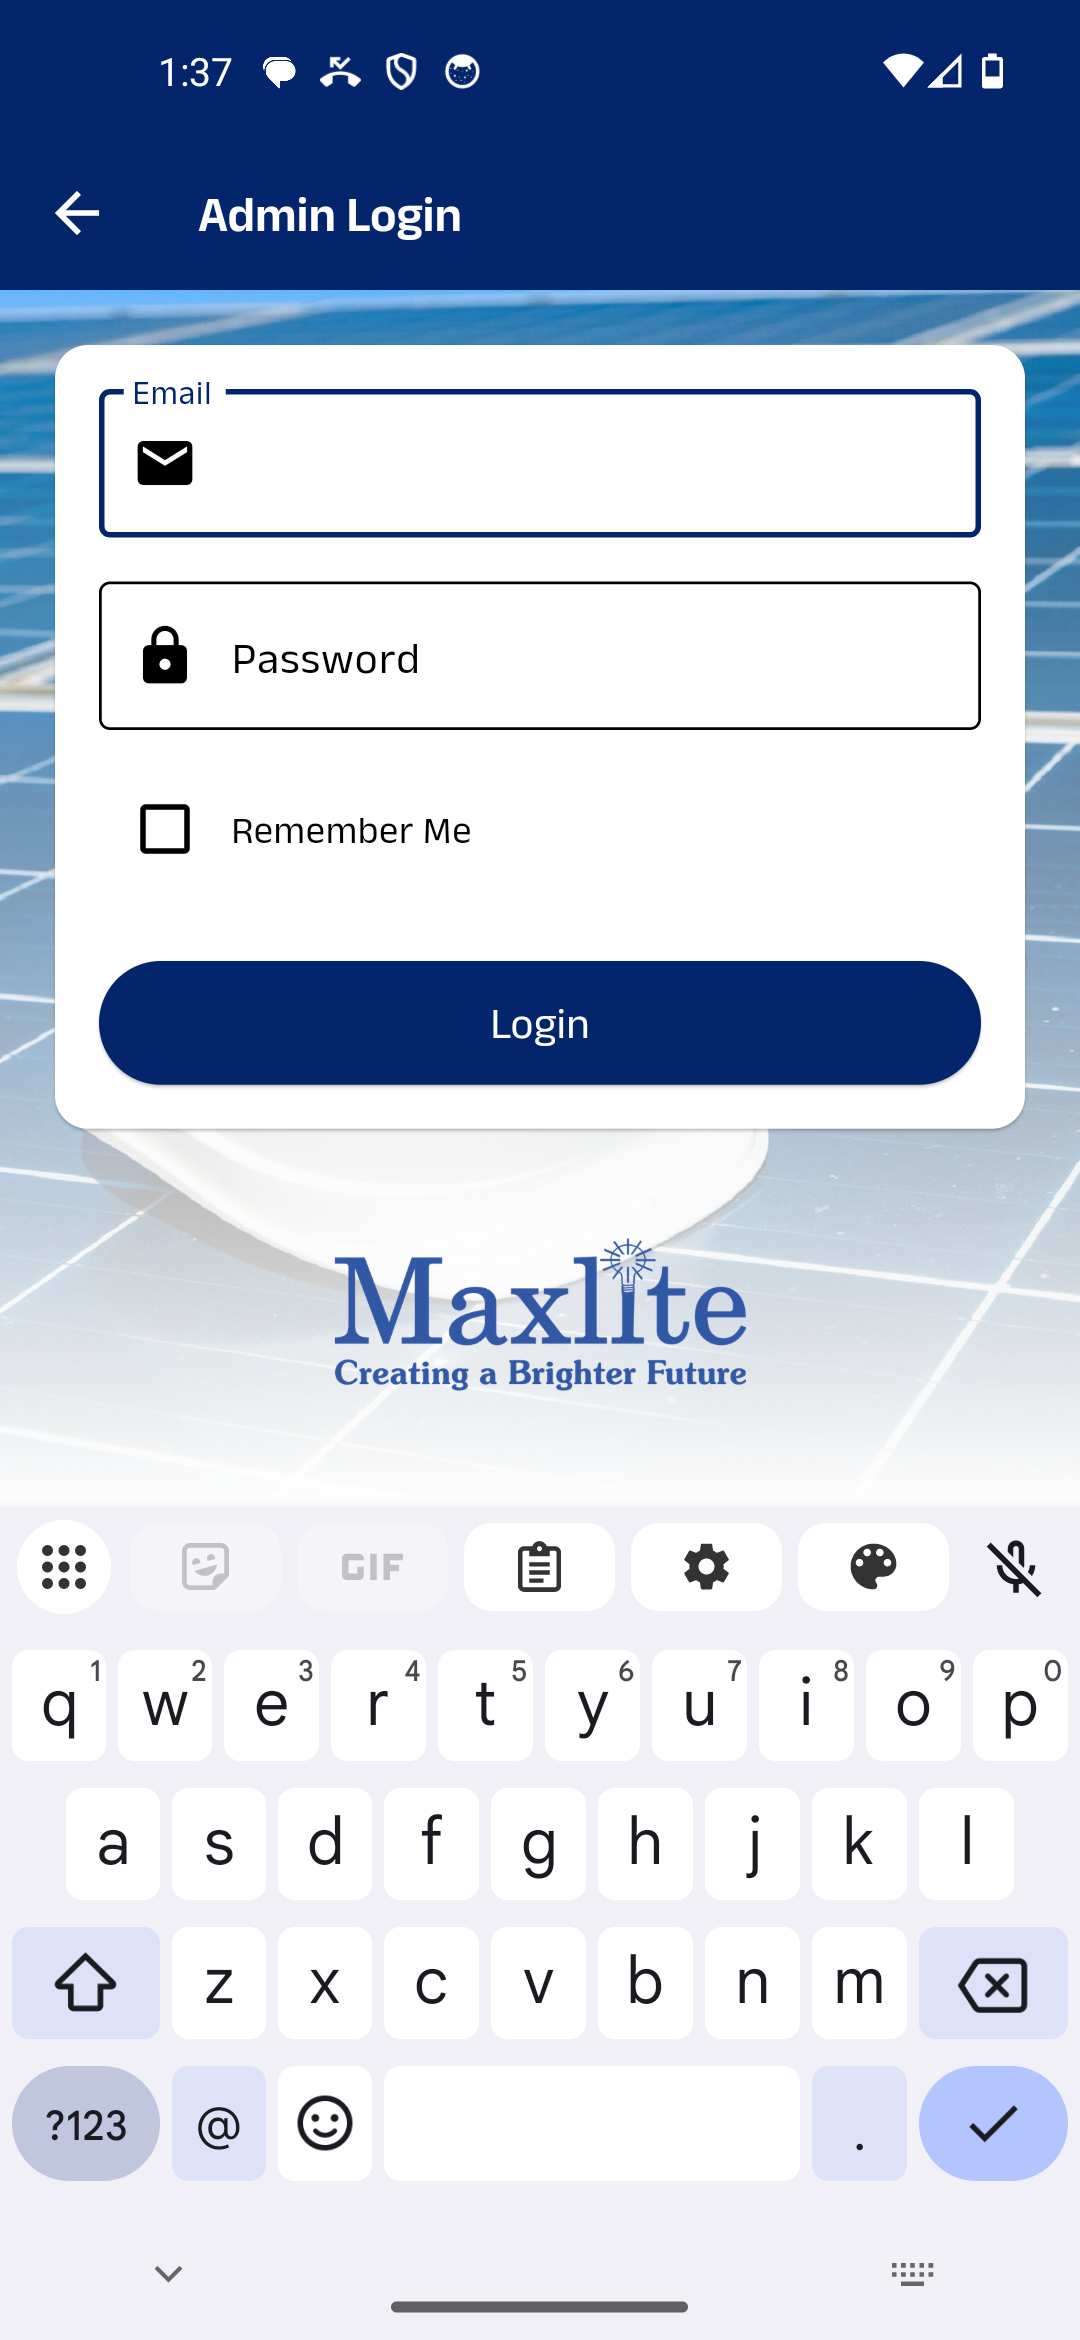 1:37
Admin Login
Email
Password
Remember Me
Login
Maxlite
Creating a Brighter Future
GIF
q 1 w 2 e 3 r 4 t 5 y 6 u 7 i 8 o 9 p 0
a s d f g h j k l
z x c v b n m
?123 @ .